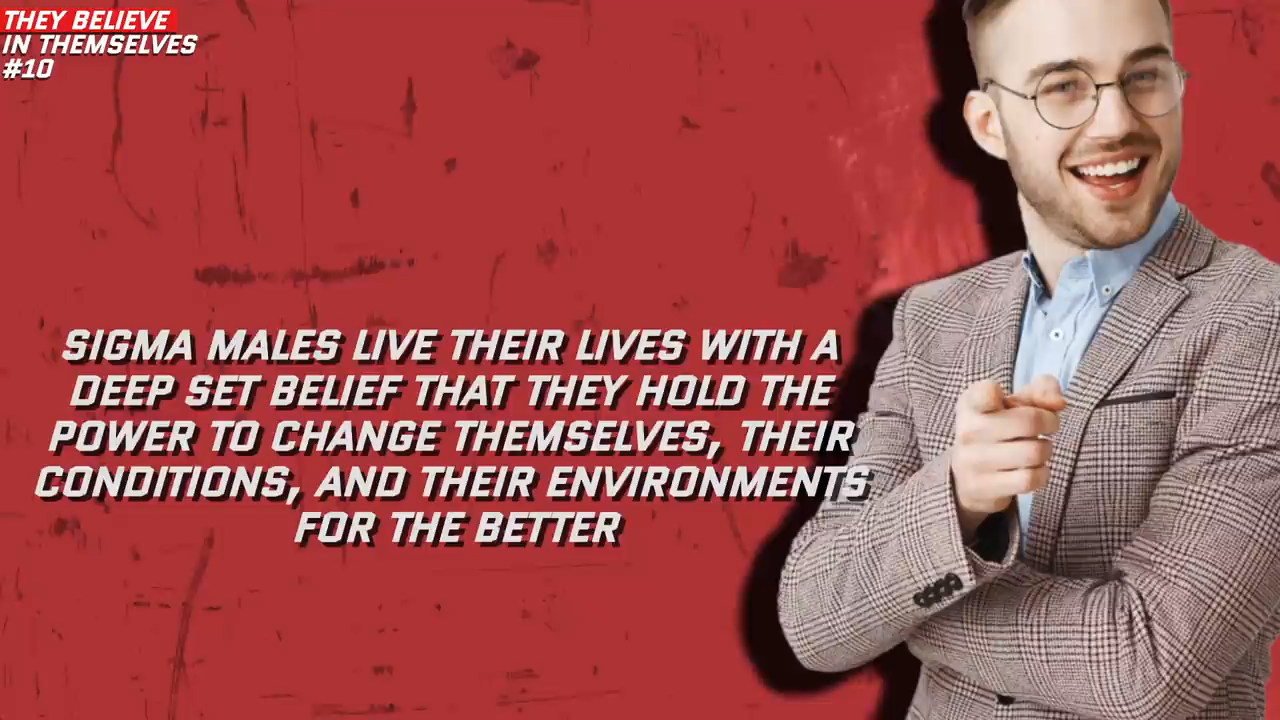 THEY BELIEVE
IN THEMSELVES
#10
SIGMA MALES LIVE THEIR LIVES WITH A
DEEP SET BELIEF THAT THEY HOLD THE
POWER TO CHANGE THEMSELVES, THEIR
CONDITIONS, AND THEIR ENVIRONMENTS
FOR THE BETTER